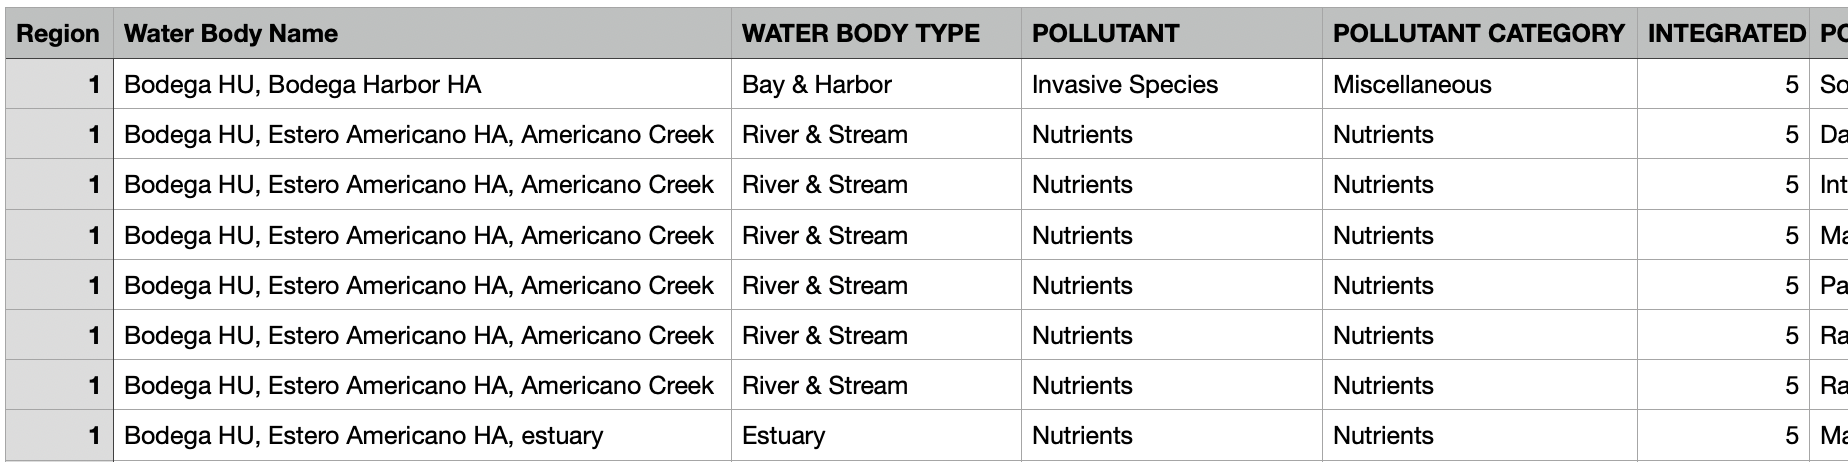 Region Water Body Name WATER BODY TYPE POLLUTANT POLLUTANT CATEGORY INTEGRATED
1 Bodega HU, Bodega Harbor HA Bay & Harbor Invasive Species Miscellaneous 5 So
1 Bodega HU, Estero Americano HA, Americano Creek River & Stream Nutrients Nutrients 5 Da
1 Bodega HU, Estero Americano HA, Americano Creek River & Stream Nutrients Nutrients 5 Int
1 Bodega HU, Estero Americano HA, Americano Creek River & Stream Nutrients Nutrients 5 Ma
1 Bodega HU, Estero Americano HA, Americano Creek River & Stream Nutrients Nutrients 5 Pa
1 Bodega HU, Estero Americano HA, Americano Creek River & Stream Nutrients Nutrients 5 Ra
1 Bodega HU, Estero Americano HA, Americano Creek River & Stream Nutrients Nutrients 5 Ra
1 Bodega HU, Estero Americano HA, estuary Estuary Nutrients Nutrients 5 Ma